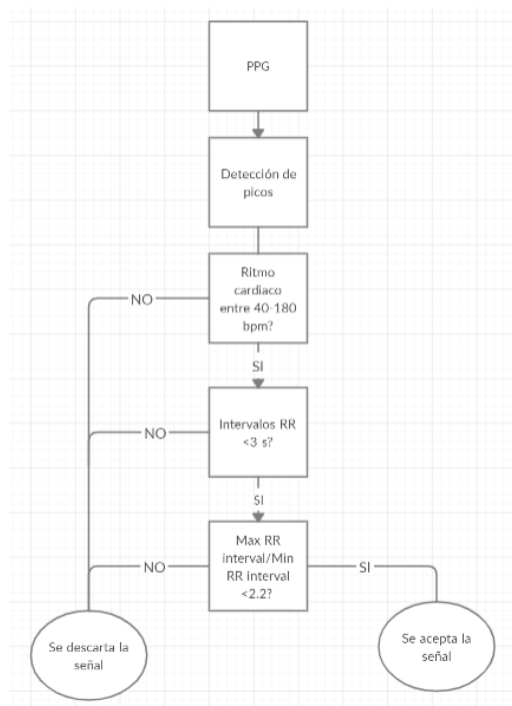 PPG
Detección de
picos
Ritmo
cardiaco
entre 40-180
bpm?
NO
SI
Intervalos RR
<3 s?
NO
SI
Max RR
interval/Min
RR interval
<2.2?
NO
SI
Se descarta la
señal
Se acepta la
señal